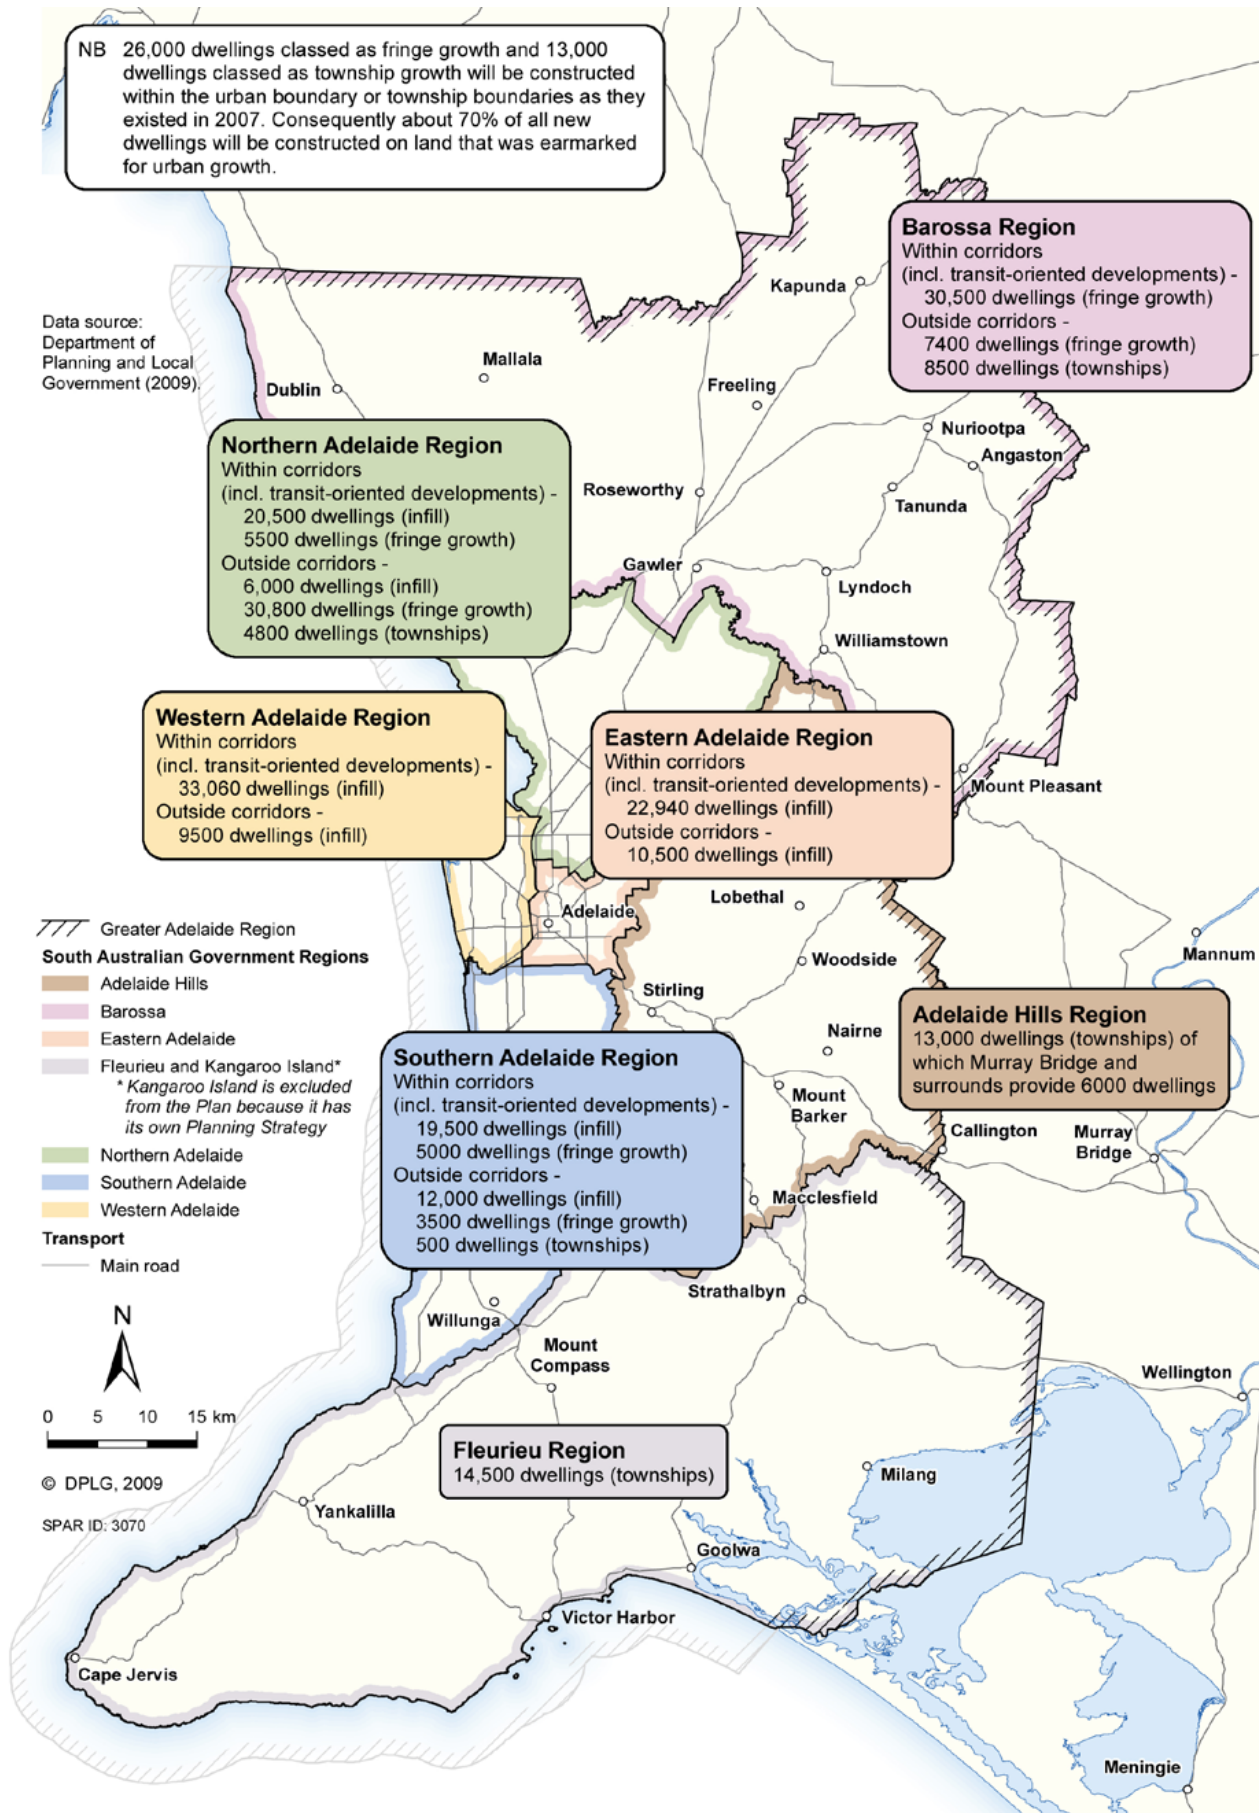 NB 26,000 dwellings classed as fringe growth and 13,000
dwellings classed as township growth will be constructed
within the urban boundary or township boundaries as they
existed in 2007. Consequently about 70% of all new
dwellings will be constructed on land that was earmarked
for urban growth.
Barossa Region
Within corridors
(incl. transit-oriented developments) -
30,500 dwellings (fringe growth)
Outside corridors -
7400 dwellings (fringe growth)
8500 dwellings (townships)
Kapunda
Data source:
Department of
Planning and Local
Government (2009).
Mallala
Dublin
Freeling
Nuriootpa
Angaston
Northern Adelaide Region
Within corridors
(incl. transit-oriented developments) -
20,500 dwellings (infill)
5500 dwellings (fringe growth)
Outside corridors -
6,000 dwellings (infill)
30,800 dwellings (fringe growth)
4800 dwellings (townships)
Roseworthy
Tanunda
Gawler
Lyndoch
Williamstown
Western Adelaide Region
Within corridors
(incl. transit-oriented developments) -
33,060 dwellings (infill)
Outside corridors -
9500 dwellings (infill)
Eastern Adelaide Region
Within corridors
(incl. transit-oriented developments) -
22,940 dwellings (infill)
Outside corridors -
10,500 dwellings (infill)
Mount Pleasant
Lobethal
Adelaide
Mannum
Woodside
Stirling
Nairne
Greater Adelaide Region
South Australian Government Regions
Adelaide Hills
Barossa
Eastern Adelaide
Fleurieu and Kangaroo Island*
* Kangaroo Island is excluded
from the Plan because it has
its own Planning Strategy
Northern Adelaide
Southern Adelaide
Western Adelaide
Transport
Main road
Adelaide Hills Region
13,000 dwellings (townships) of
which Murray Bridge and
surrounds provide 6000 dwellings
Southern Adelaide Region
Within corridors
(incl. transit-oriented developments) -
19,500 dwellings (infill)
5000 dwellings (fringe growth)
Outside corridors -
12,000 dwellings (infill)
3500 dwellings (fringe growth)
500 dwellings (townships)
Mount
Barker
Callington
Murray
Bridge
Macclesfield
Strathalbyn
Willunga
Mount
Compass
Wellington
N
0 5 10 15 km
© DPLG, 2009
SPAR ID: 3070
Fleurieu Region
14,500 dwellings (townships)
Milang
Yankalilla
Goolwa
Victor Harbor
Cape Jervis
Meningie